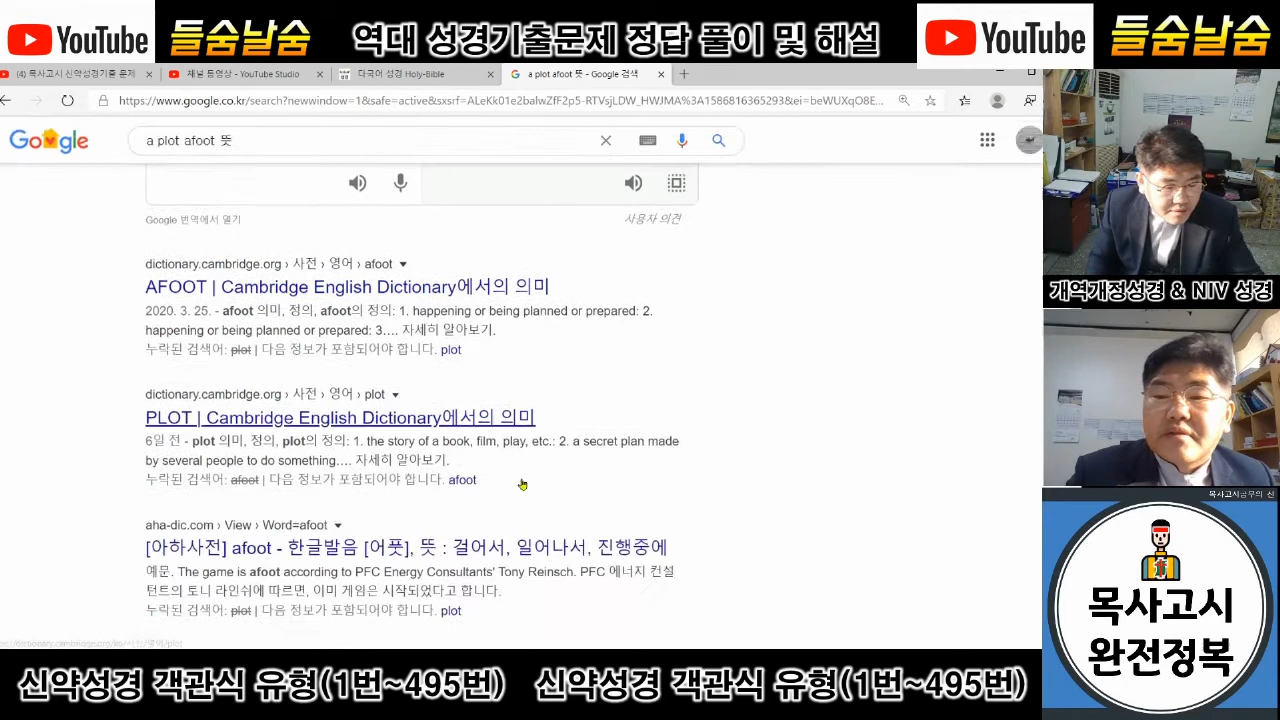 YouTube
들숨날숨
역대 성경기출문제 정답 풀이 및 해설
YouTube
들숨날숨
(4) 목사고시 신약성경기출 문제
채널 동영상 - YouTube Studio
다국어 성경 Holy-Bible
a plot afoot 뜻 - Google 검색
https://www.google.co.kr/search?newwindow=1&safe=active&sxsrf=ALeKk01e2balwZfF2p5-RTVsjLDW_HWJMA%3A1586816365293&ei=beWUXqO8E...
Google
a plot afoot 뜻
Google 번역에서 열기
사용자 의견
dictionary.cambridge.org › 사전 › 영어 › afoot
AFOOT | Cambridge English Dictionary에서의 의미
2020. 3. 25. - afoot 의미, 정의, afoot의 정의: 1. happening or being planned or prepared: 2.
happening or being planned or prepared: 3.… 자세히 알아보기.
누락된 검색어: plot | 다음 정보가 포함되어야 합니다. plot
dictionary.cambridge.org › 사전 › 영어 › plot
PLOT | Cambridge English Dictionary에서의 의미
6일 전 - plot 의미, 정의, plot의 정의: 1. the story of a book, film, play, etc.: 2. a secret plan made
by several people to do something.… 자세히 알아보기.
누락된 검색어: afoot | 다음 정보가 포함되어야 합니다. afoot
aha-dic.com › View › Word=afoot
[아하사전] afoot - 한글발음 [어풋], 뜻 : 걸어서, 일어나서, 진행중에
예문. The game is afoot according to PFC Energy Consultants' Tony Reinsch. PFC 에너지 컨설
턴트의 토니 라인쉬에 따르면, 이미 게임은 시작되었다고 합니다.
누락된 검색어: plot | 다음 정보가 포함되어야 합니다. plot
개역개정성경 & NIV 성경
목사고시공부의 신
목사고시
완전정복
신약성경 객관식 유형(1번~495번)
신약성경 객관식 유형(1번~495번)